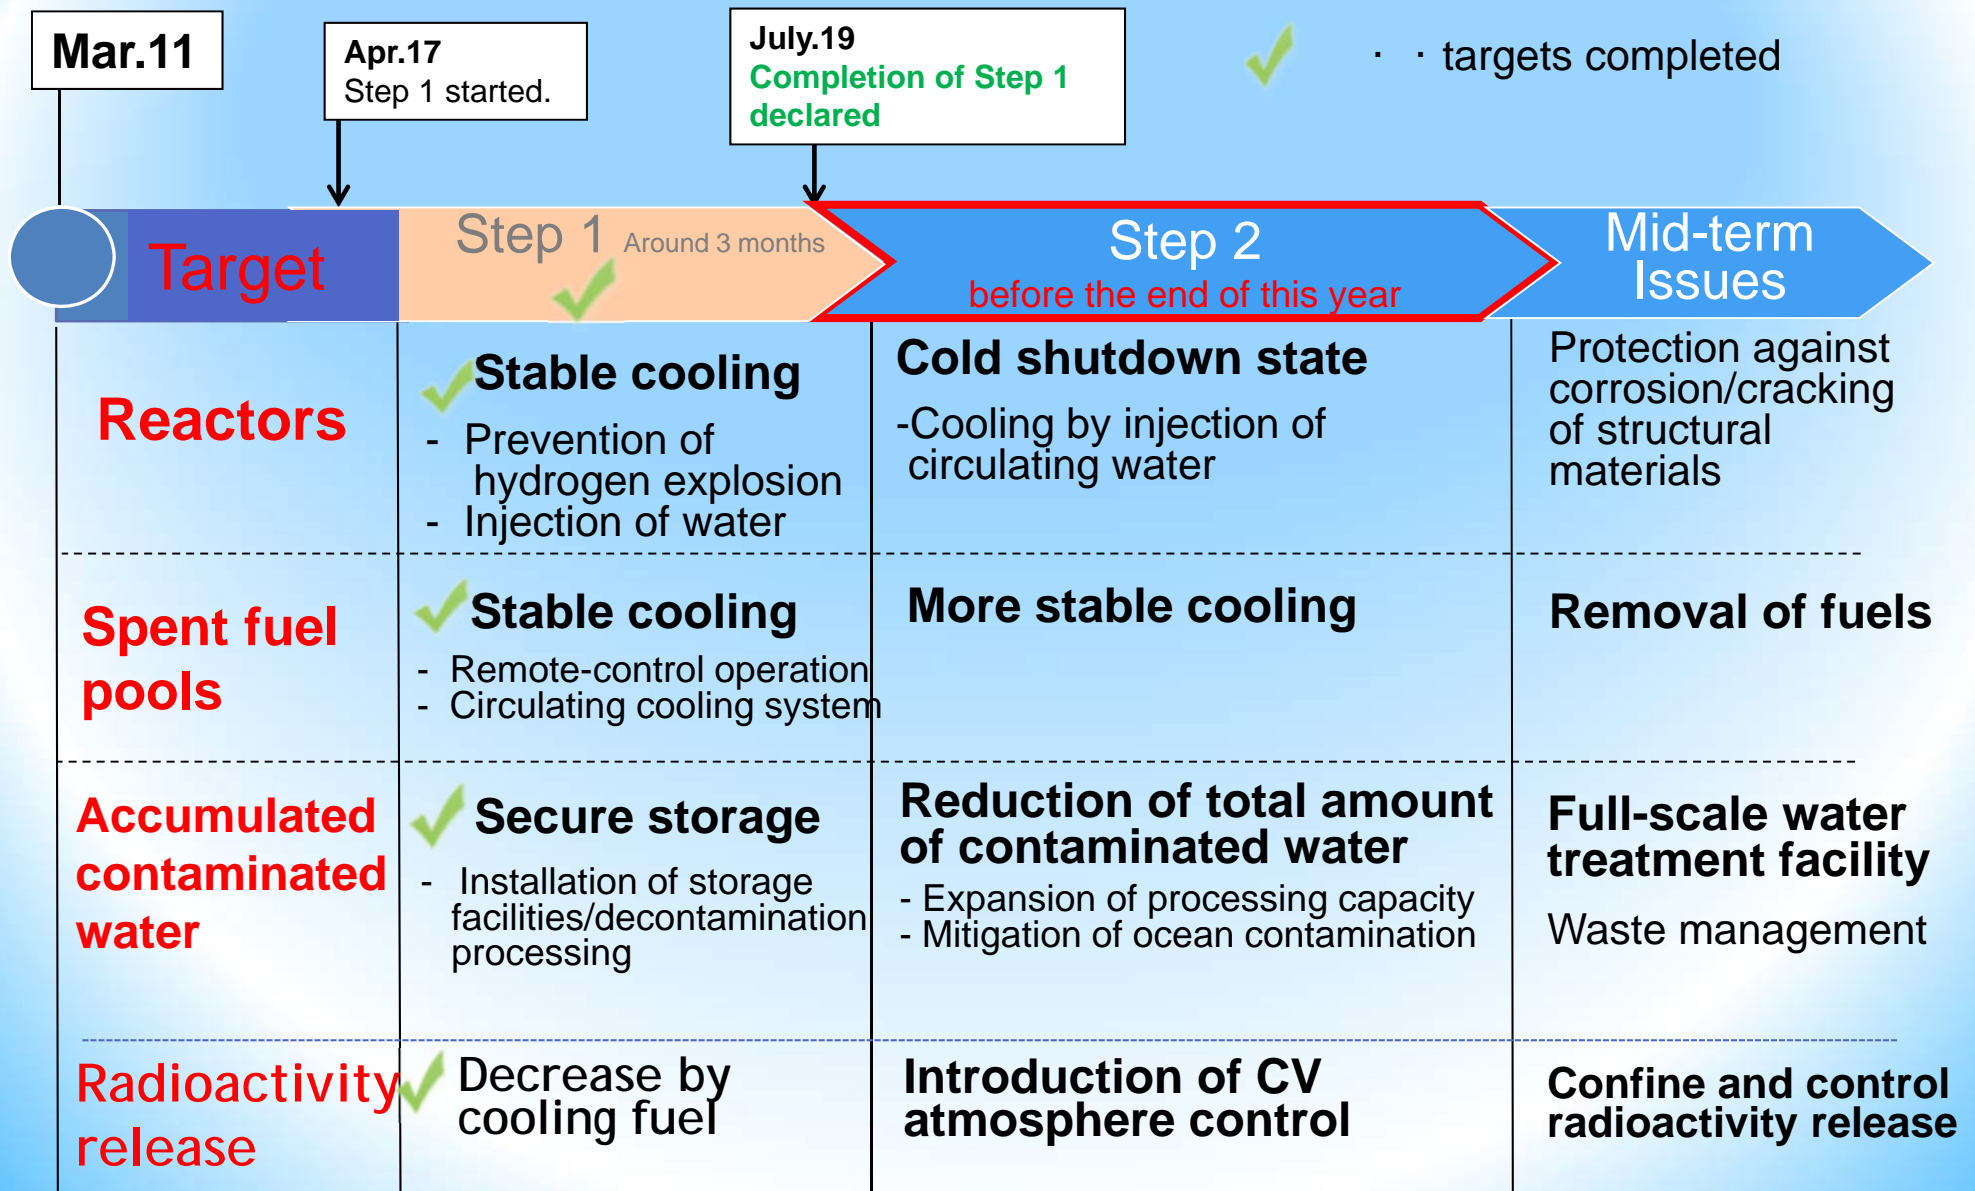 Mar.11
Apr.17
Step 1 started.
July.19
Completion of Step 1
declared
· · targets completed
Target
Step 1 Around 3 months
Step 2
before the end of this year
Mid-term
Issues
Reactors
Stable cooling
- Prevention of
hydrogen explosion
- Injection of water
Cold shutdown state
-Cooling by injection of
circulating water
Protection against
corrosion/cracking
of structural
materials
Spent fuel
pools
Stable cooling
- Remote-control operation
- Circulating cooling system
More stable cooling
Removal of fuels
Accumulated
contaminated
water
Secure storage
- Installation of storage
facilities/decontamination
processing
Reduction of total amount
of contaminated water
- Expansion of processing capacity
- Mitigation of ocean contamination
Full-scale water
treatment facility
Waste management
Radioactivity
release
Decrease by
cooling fuel
Introduction of CV
atmosphere control
Confine and control
radioactivity release